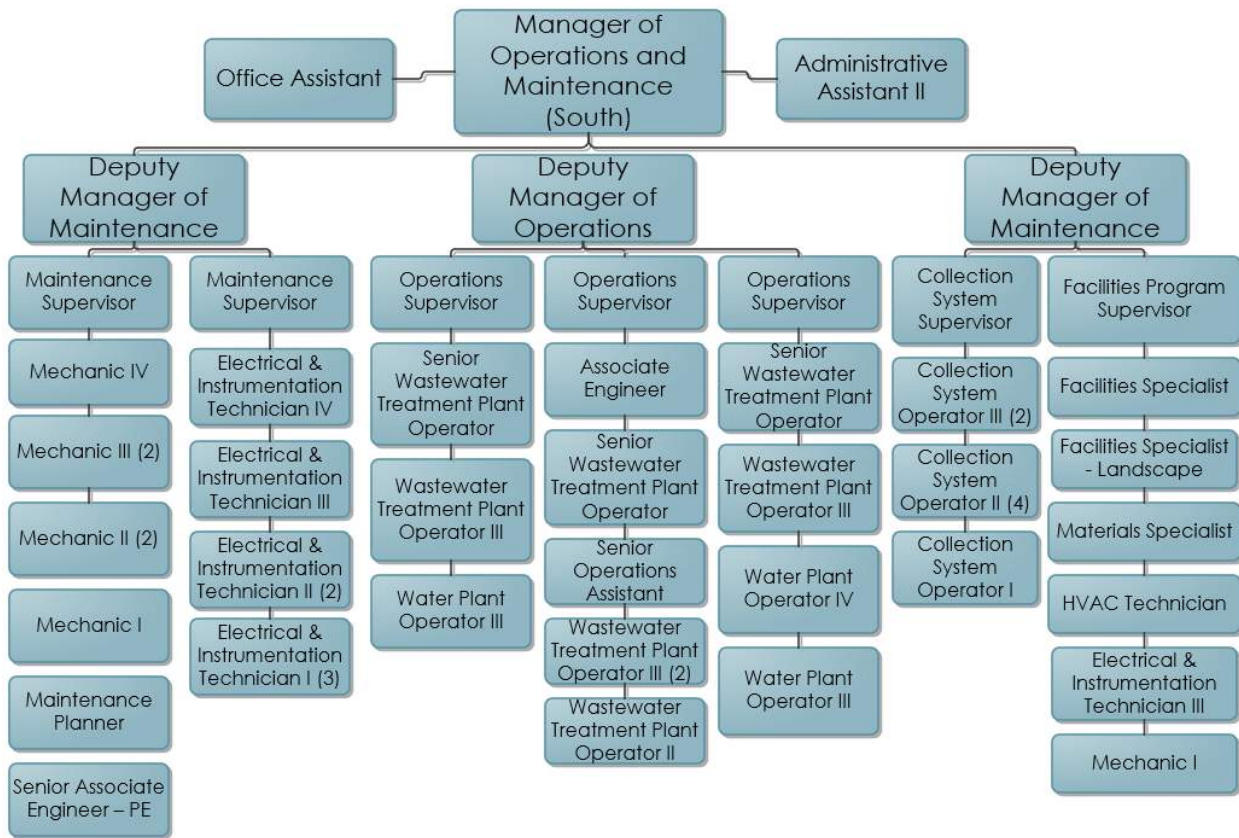 Manager of
Operations and
Maintenance
(South)
Office Assistant
Administrative
Assistant II
Deputy
Manager of
Maintenance
Deputy
Manager of
Operations
Deputy
Manager of
Maintenance
Maintenance
Supervisor
Mechanic IV
Mechanic III (2)
Mechanic II (2)
Mechanic I
Maintenance
Planner
Senior Associate
Engineer – PE
Maintenance
Supervisor
Electrical &
Instrumentation
Technician IV
Electrical &
Instrumentation
Technician III
Electrical &
Instrumentation
Technician II (2)
Electrical &
Instrumentation
Technician I (3)
Operations
Supervisor
Senior
Wastewater
Treatment Plant
Operator
Wastewater
Treatment Plant
Operator III
Water Plant
Operator III
Operations
Supervisor
Associate
Engineer
Senior
Wastewater
Treatment Plant
Operator
Senior
Operations
Assistant
Wastewater
Treatment Plant
Operator III (2)
Wastewater
Treatment Plant
Operator II
Operations
Supervisor
Senior
Wastewater
Treatment Plant
Operator
Wastewater
Treatment Plant
Operator III
Water Plant
Operator IV
Water Plant
Operator III
Collection
System
Supervisor
Collection
System
Operator III (2)
Collection
System
Operator II (4)
Collection
System
Operator I
Facilities Program
Supervisor
Facilities Specialist
Facilities Specialist
- Landscape
Materials Specialist
HVAC Technician
Electrical &
Instrumentation
Technician III
Mechanic I